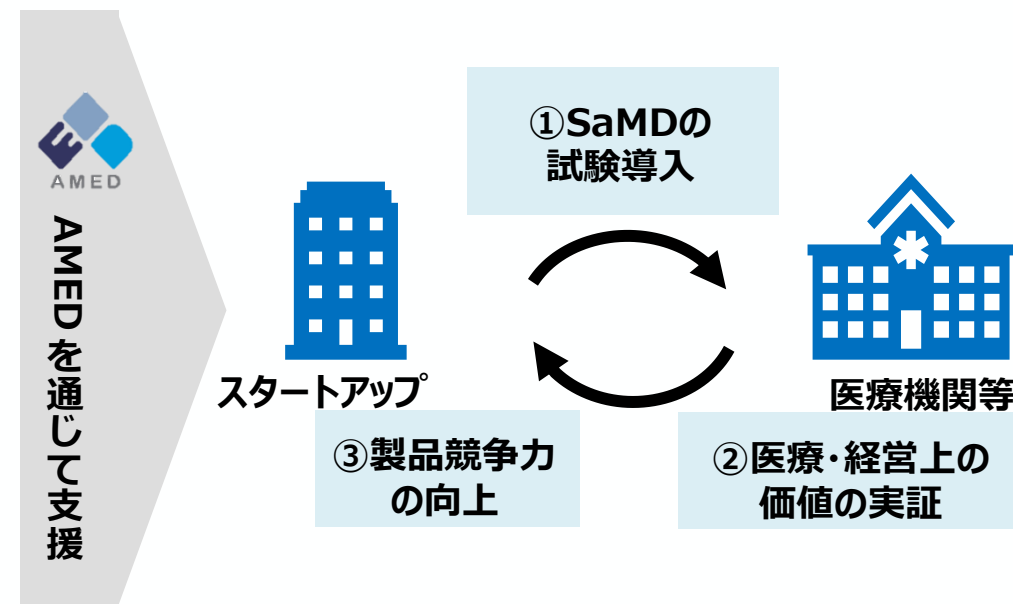 AMED
AMEDを通じて支援
①SaMDの
試験導入
スタートアップ
医療機関等
③製品競争力
の向上
②医療・経営上の
価値の実証